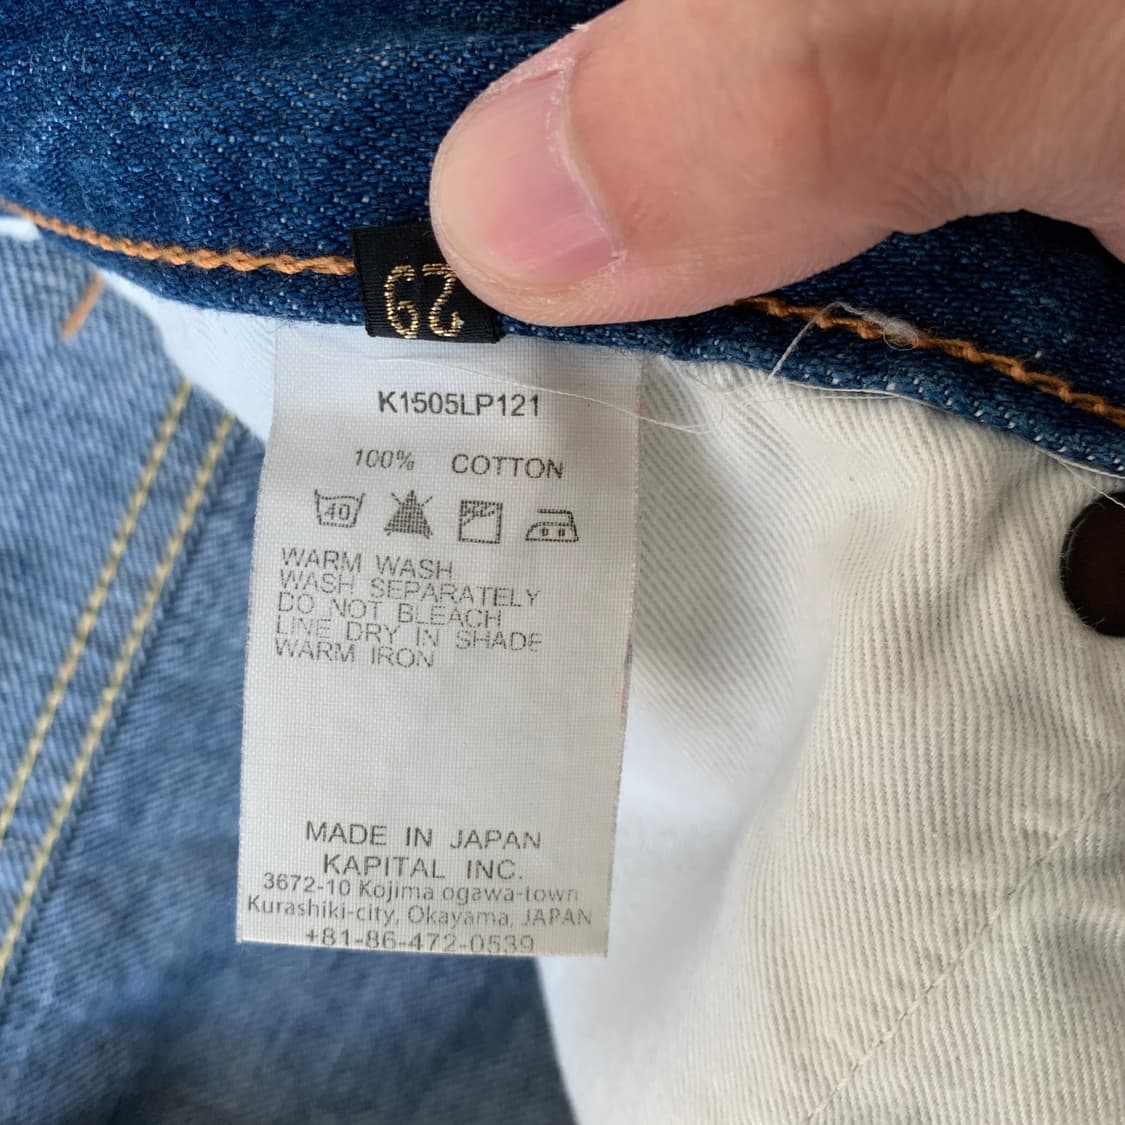 29
K1505LP121
100% COTTON
40
WARM WASH
WASH SEPARATELY
DO NOT BLEACH
LINE DRY IN SHADE
WARM IRON
MADE IN JAPAN
KAPITAL INC.
3672-10 Kojima ogawa-town
Kurashiki-city, Okayama, JAPAN
+81-86-472-0539